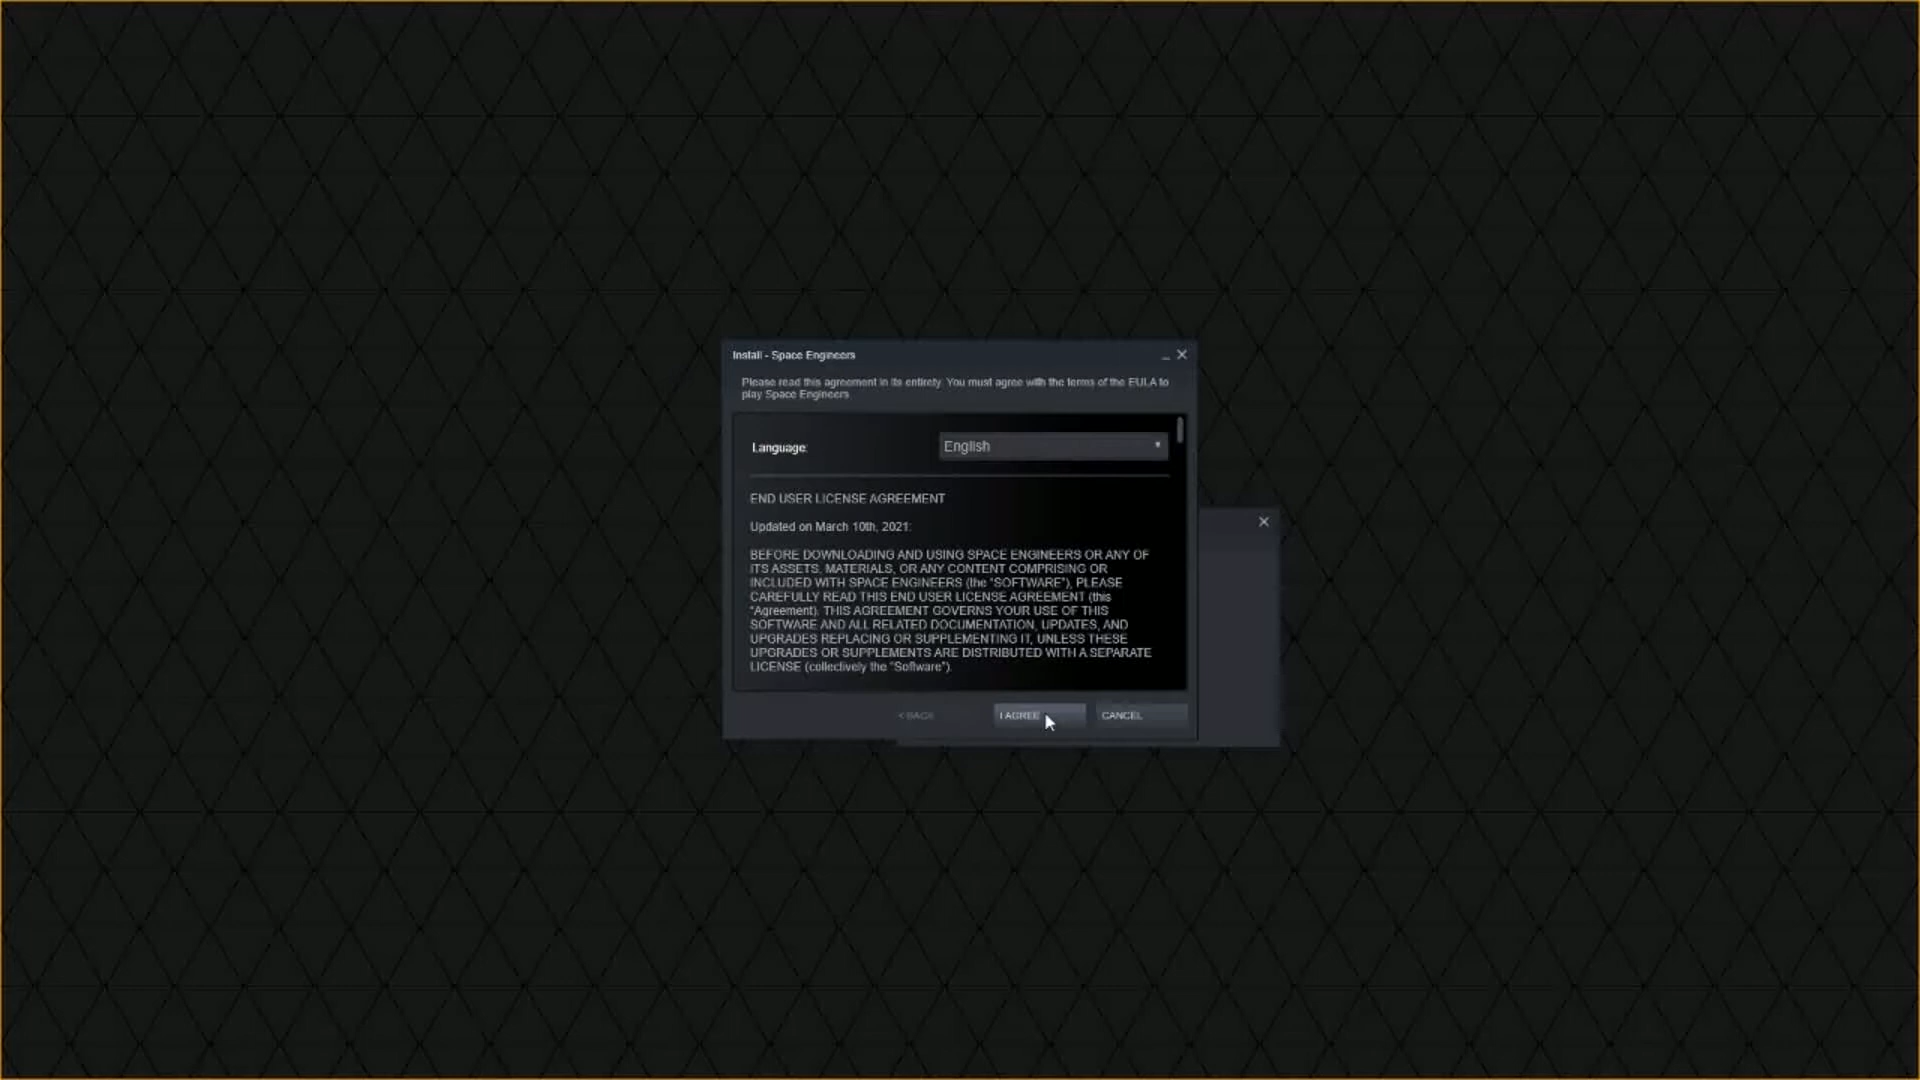 Install - Space Engineers
Please read this agreement in its entirety. You must agree with the terms of the EULA to
play Space Engineers
Language:
English
END USER LICENSE AGREEMENT
Updated on March 10th, 2021:
BEFORE DOWNLOADING AND USING SPACE ENGINEERS OR ANY OF
ITS ASSETS, MATERIALS, OR ANY CONTENT COMPRISING OR
INCLUDED WITH SPACE ENGINEERS (the "SOFTWARE"), PLEASE
CAREFULLY READ THIS END USER LICENSE AGREEMENT (this
"Agreement). THIS AGREEMENT GOVERNS YOUR USE OF THIS
SOFTWARE AND ALL RELATED DOCUMENTATION, UPDATES, AND
UPGRADES REPLACING OR SUPPLEMENTING IT, UNLESS THESE
UPGRADES OR SUPPLEMENTS ARE DISTRIBUTED WITH A SEPARATE
LICENSE (collectively the "Software").
< BACK
I AGREE
CANCEL